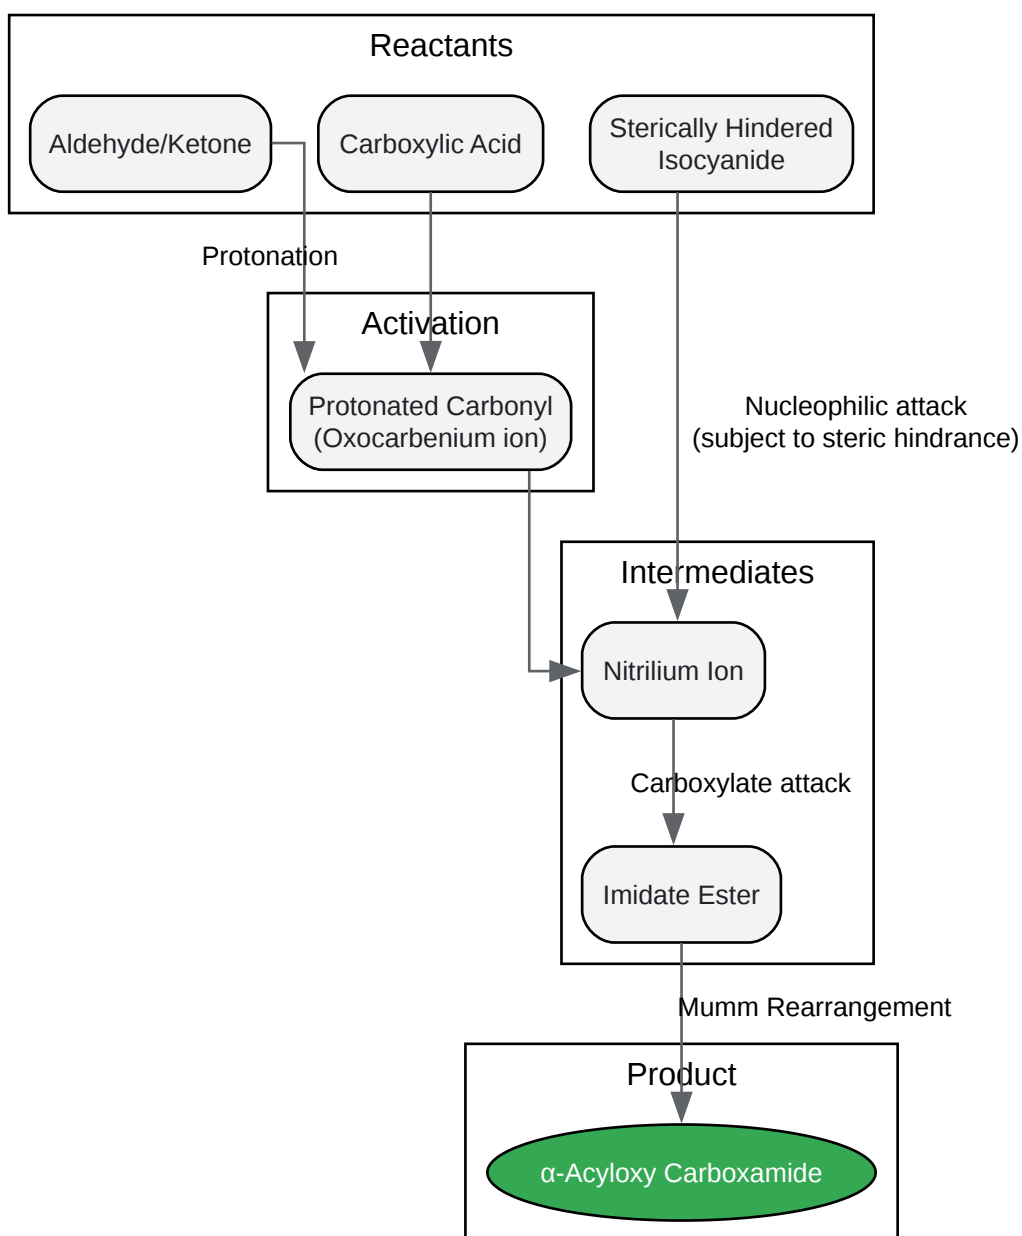 Reactants
Aldehyde/Ketone
Carboxylic Acid
Sterically Hindered
Isocyanide
Protonation
Activation
Protonated Carbonyl
(Oxocarbenium ion)
Nucleophilic attack
(subject to steric hindrance)
Intermediates
Nitrilium Ion
Carboxylate attack
Imidate Ester
Mumm Rearrangement
Product
α-Acyloxy Carboxamide